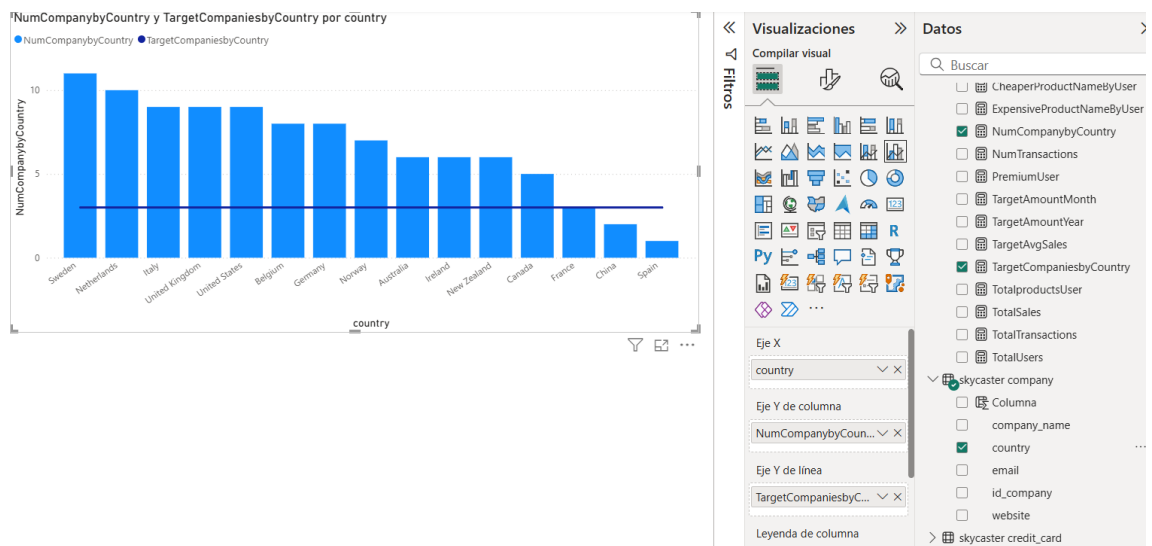 NumCompanybyCountry y TargetCompaniesbyCountry por country
NumCompanybyCountry TargetCompaniesbyCountry
NumCompanybyCountry
10
5
0
Sweden
Netherlands
Italy
United Kingdom
United States
Belgium
Germany
Norway
Australia
Ireland
New Zealand
Canada
France
China
Spain
country
Filtros
Visualizaciones
Compilar visual
123
R
Py
123
Eje X
country
Eje Y de columna
NumCompanybyCoun...
Eje Y de línea
TargetCompaniesbyC...
Leyenda de columna
Datos
Buscar
CheaperProductNameByUser
ExpensiveProductNameByUser
NumCompanybyCountry
NumTransactions
PremiumUser
TargetAmountMonth
TargetAmountYear
TargetAvgSales
TargetCompaniesbyCountry
TotalproductsUser
TotalSales
TotalTransactions
TotalUsers
skycaster company
Columna
company_name
country
email
id_company
website
skycaster credit_card